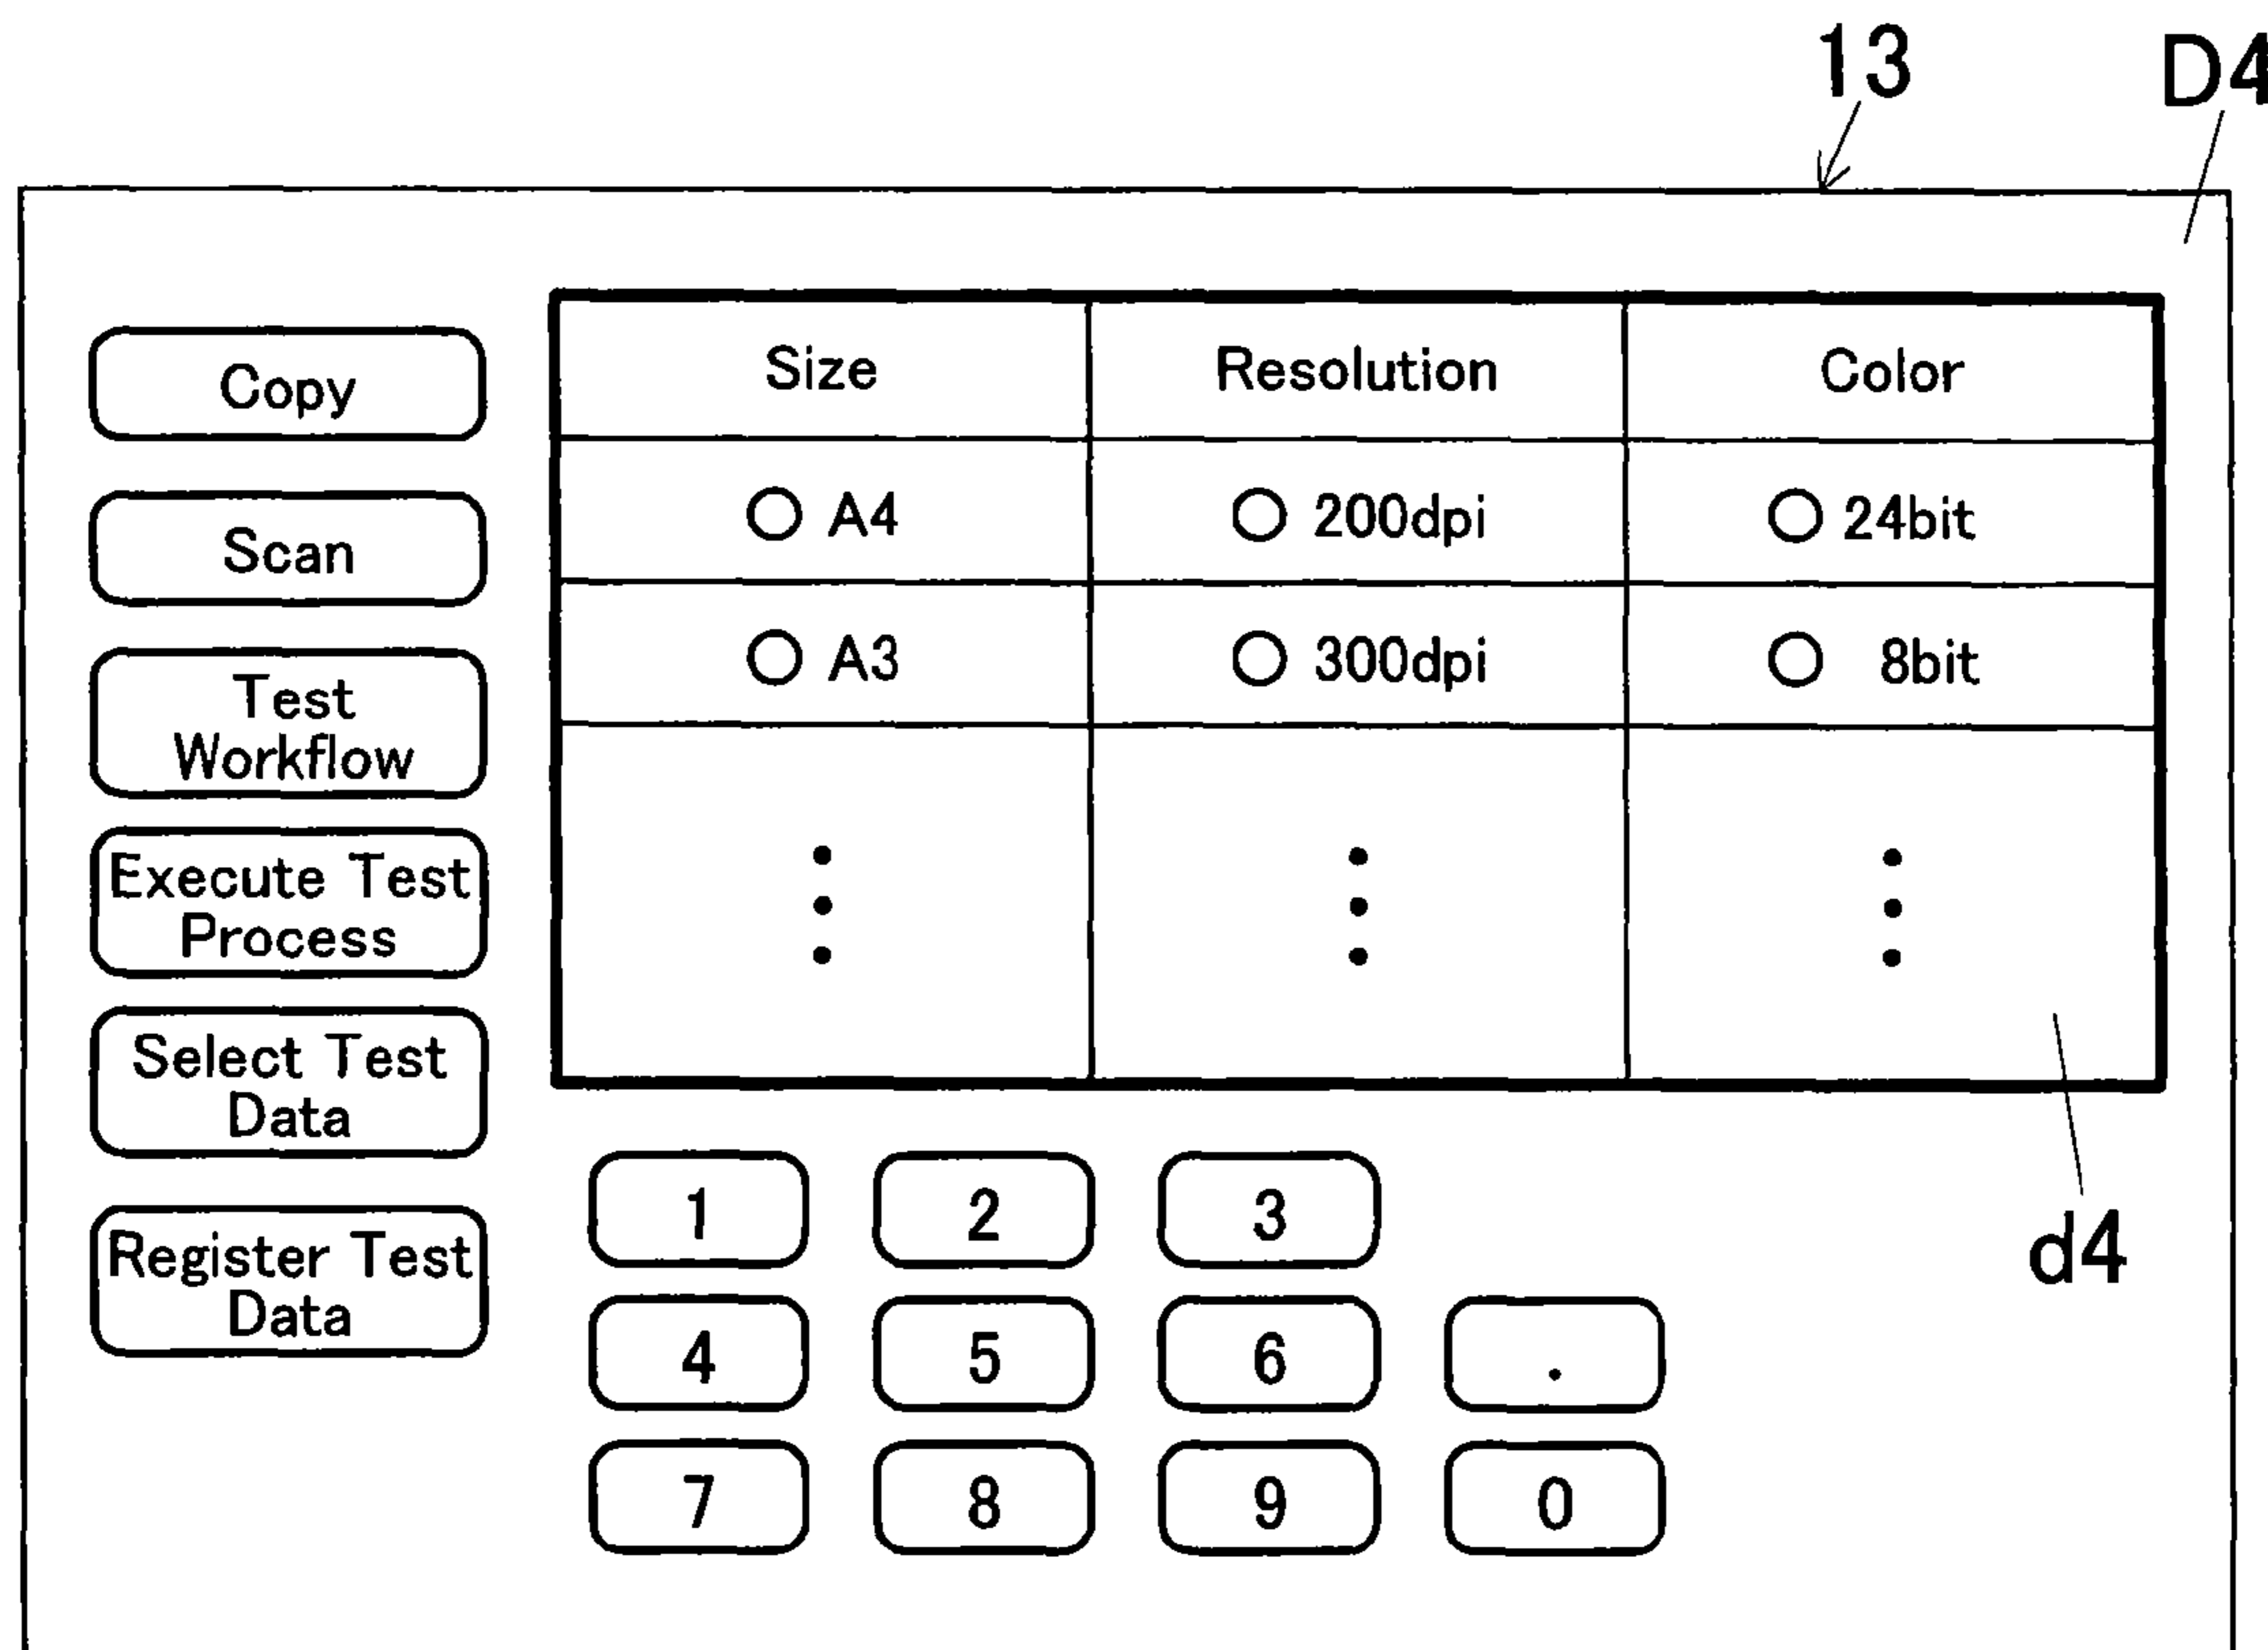 13
D4
Copy
Scan
Test
Workflow
Execute Test
Process
Select Test
Data
Register Test
Data
Size Resolution Color
A4 200dpi 24bit
A3 300dpi 8bit
d4
1 2 3
4 5 6 .
7 8 9 0